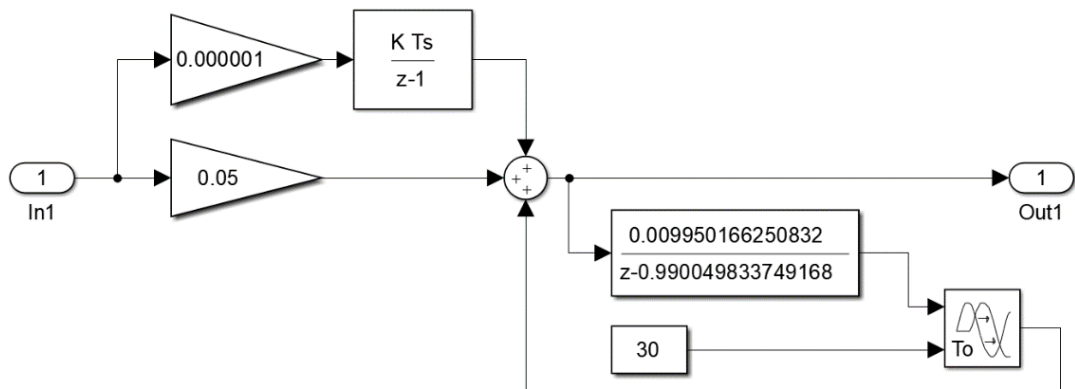 0.000001
K Ts
z-1
1
In1
0.05
+
+
+
1
Out1
0.009950166250832
z-0.990049833749168
30
To